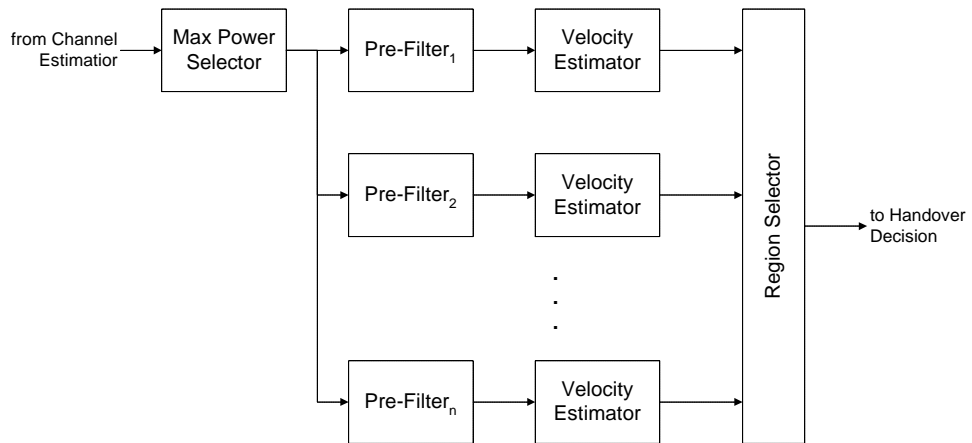 from Channel
Estimatior
Max Power
Selector
Pre-Filter₁
Velocity
Estimator
Pre-Filter₂
Velocity
Estimator
.
.
.
Pre-Filterₙ
Velocity
Estimator
Region Selector
to Handover
Decision